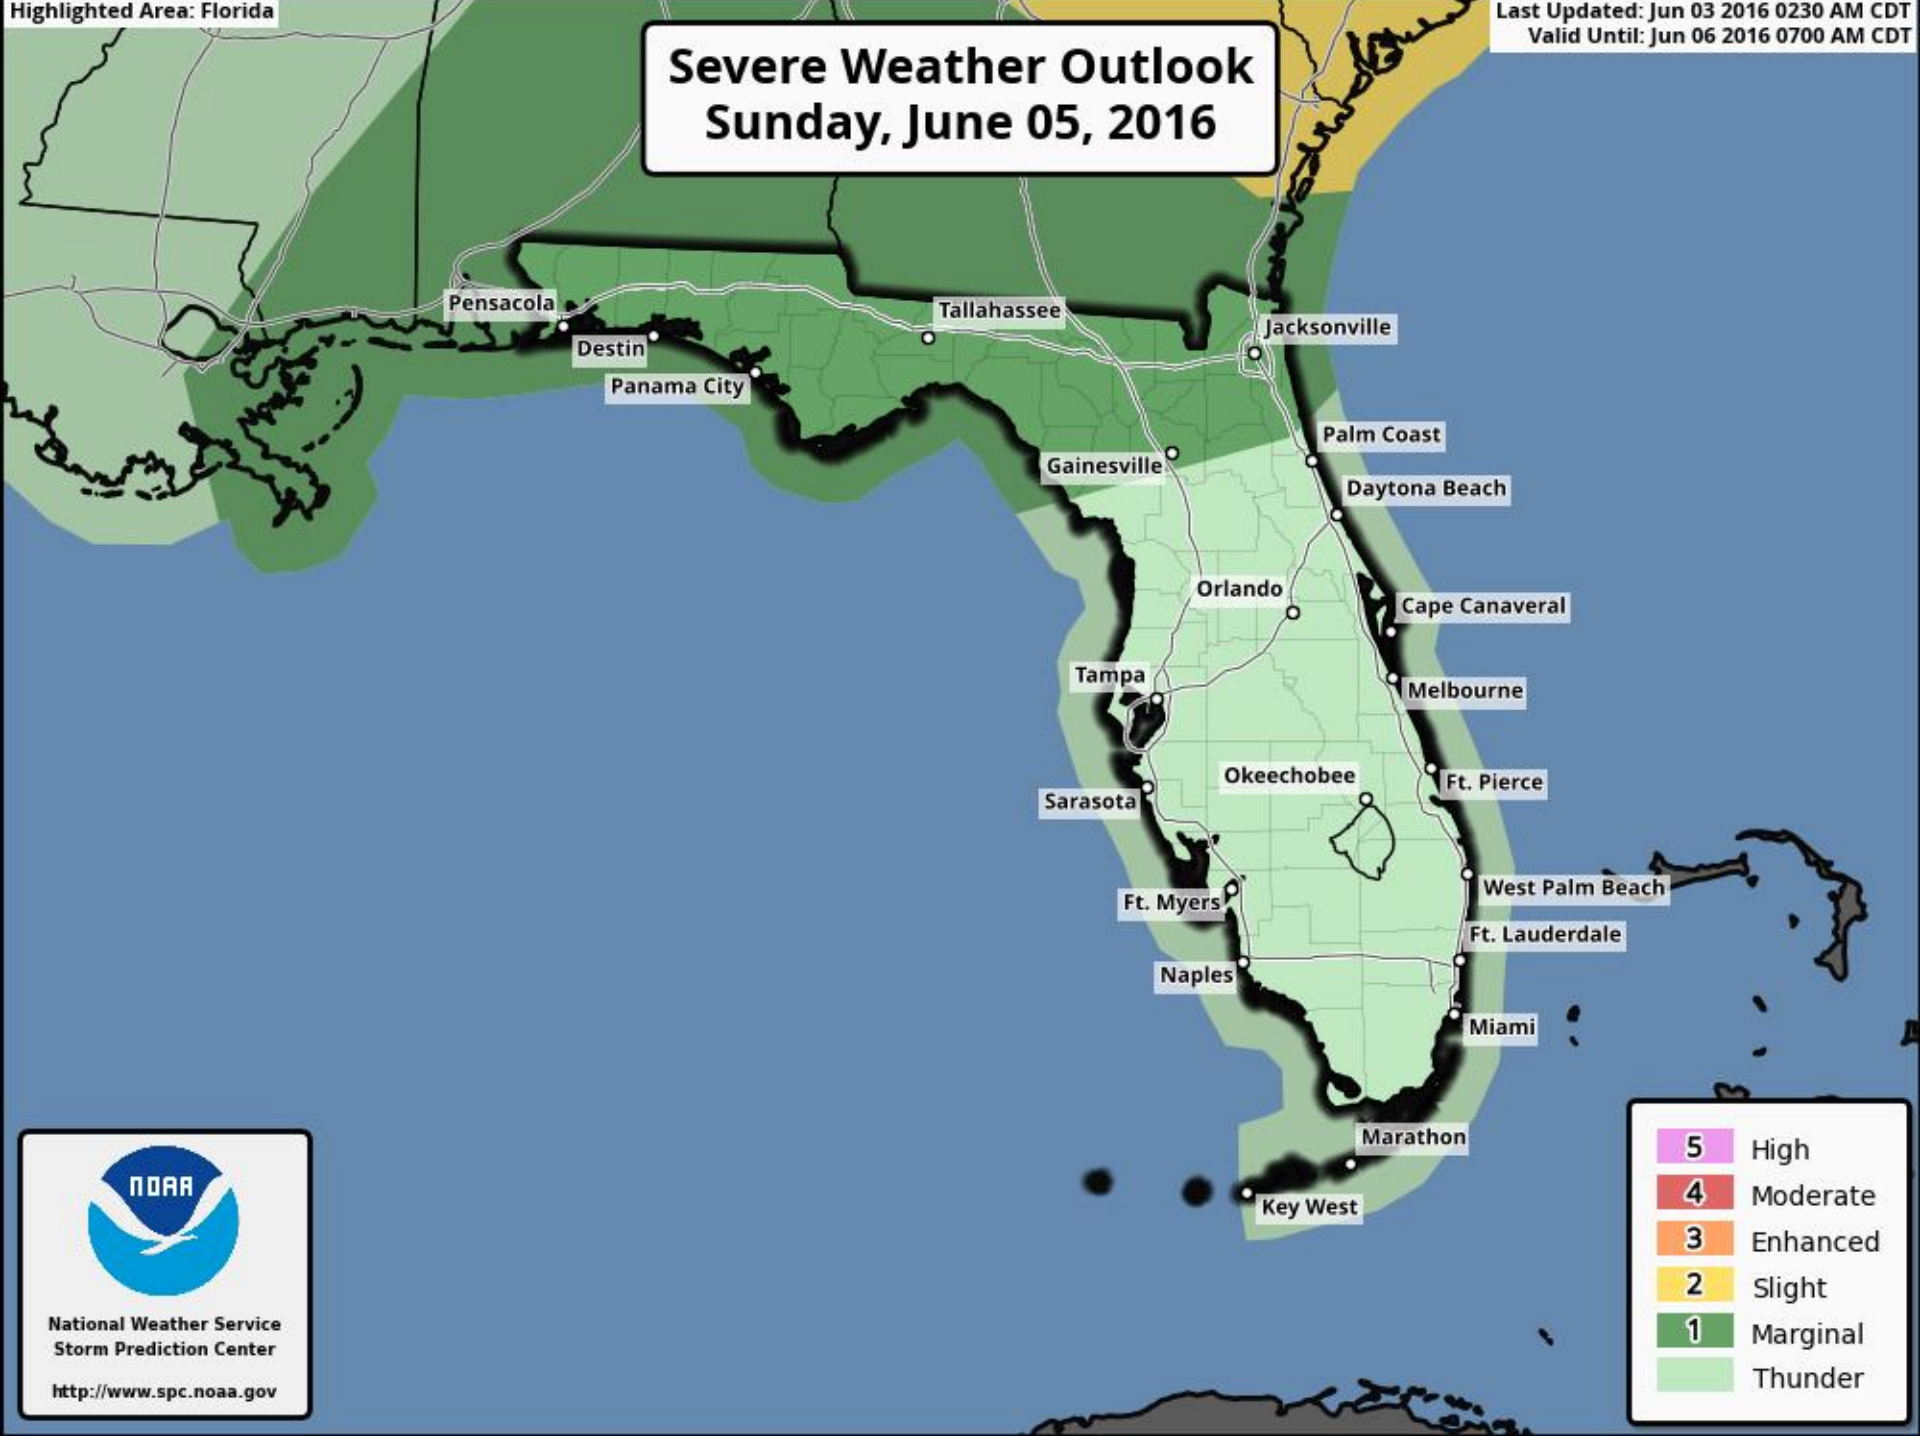 Highlighted Area: Florida
Last Updated: Jun 03 2016 0230 AM CDT
Valid Until: Jun 06 2016 0700 AM CDT
Severe Weather Outlook
Sunday, June 05, 2016
Pensacola
Tallahassee
Jacksonville
Destin
Panama City
Palm Coast
Gainesville
Daytona Beach
Orlando
Cape Canaveral
Tampa
Melbourne
Okeechobee
Ft. Pierce
Sarasota
West Palm Beach
Ft. Myers
Ft. Lauderdale
Naples
Miami
Marathon
Key West
NOAA
National Weather Service
Storm Prediction Center
http://www.spc.noaa.gov
5 High
4 Moderate
3 Enhanced
2 Slight
1 Marginal
Thunder